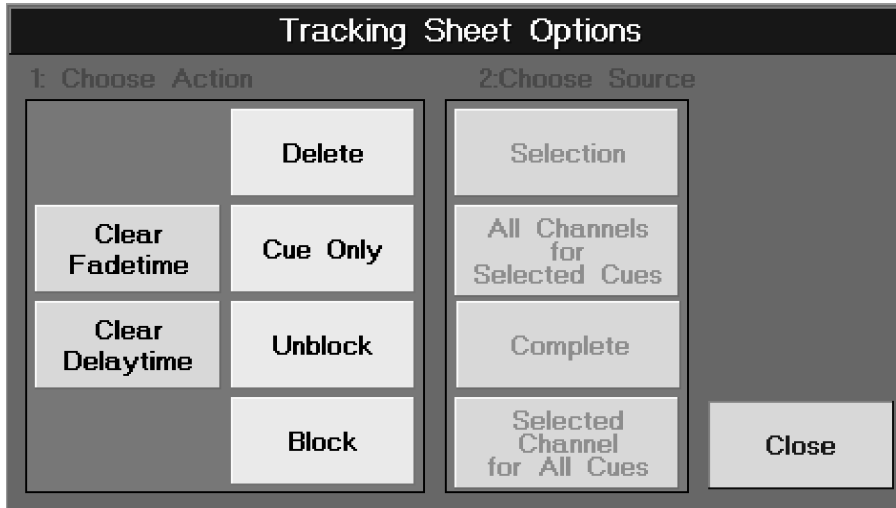 Tracking Sheet Options
1: Choose Action
2:Choose Source
Delete
Clear
Fadetime
Cue Only
Clear
Delaytime
Unblock
Block
Selection
All Channels
for
Selected Cues
Complete
Selected
Channel
for All Cues
Close